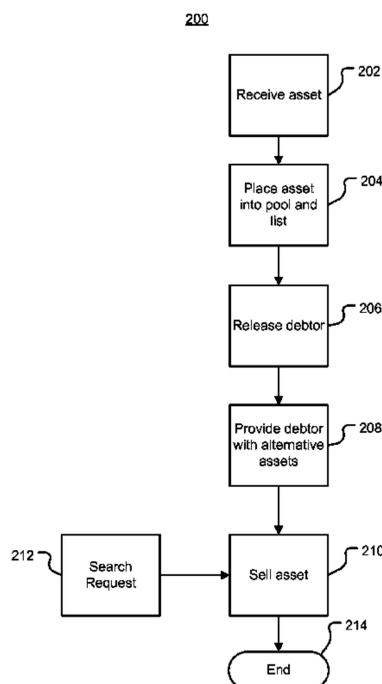 200
Receive asset
202
Place asset
into pool and
list
204
Release debtor
206
Provide debtor
with alternative
assets
208
212
Search
Request
Sell asset
210
214
End